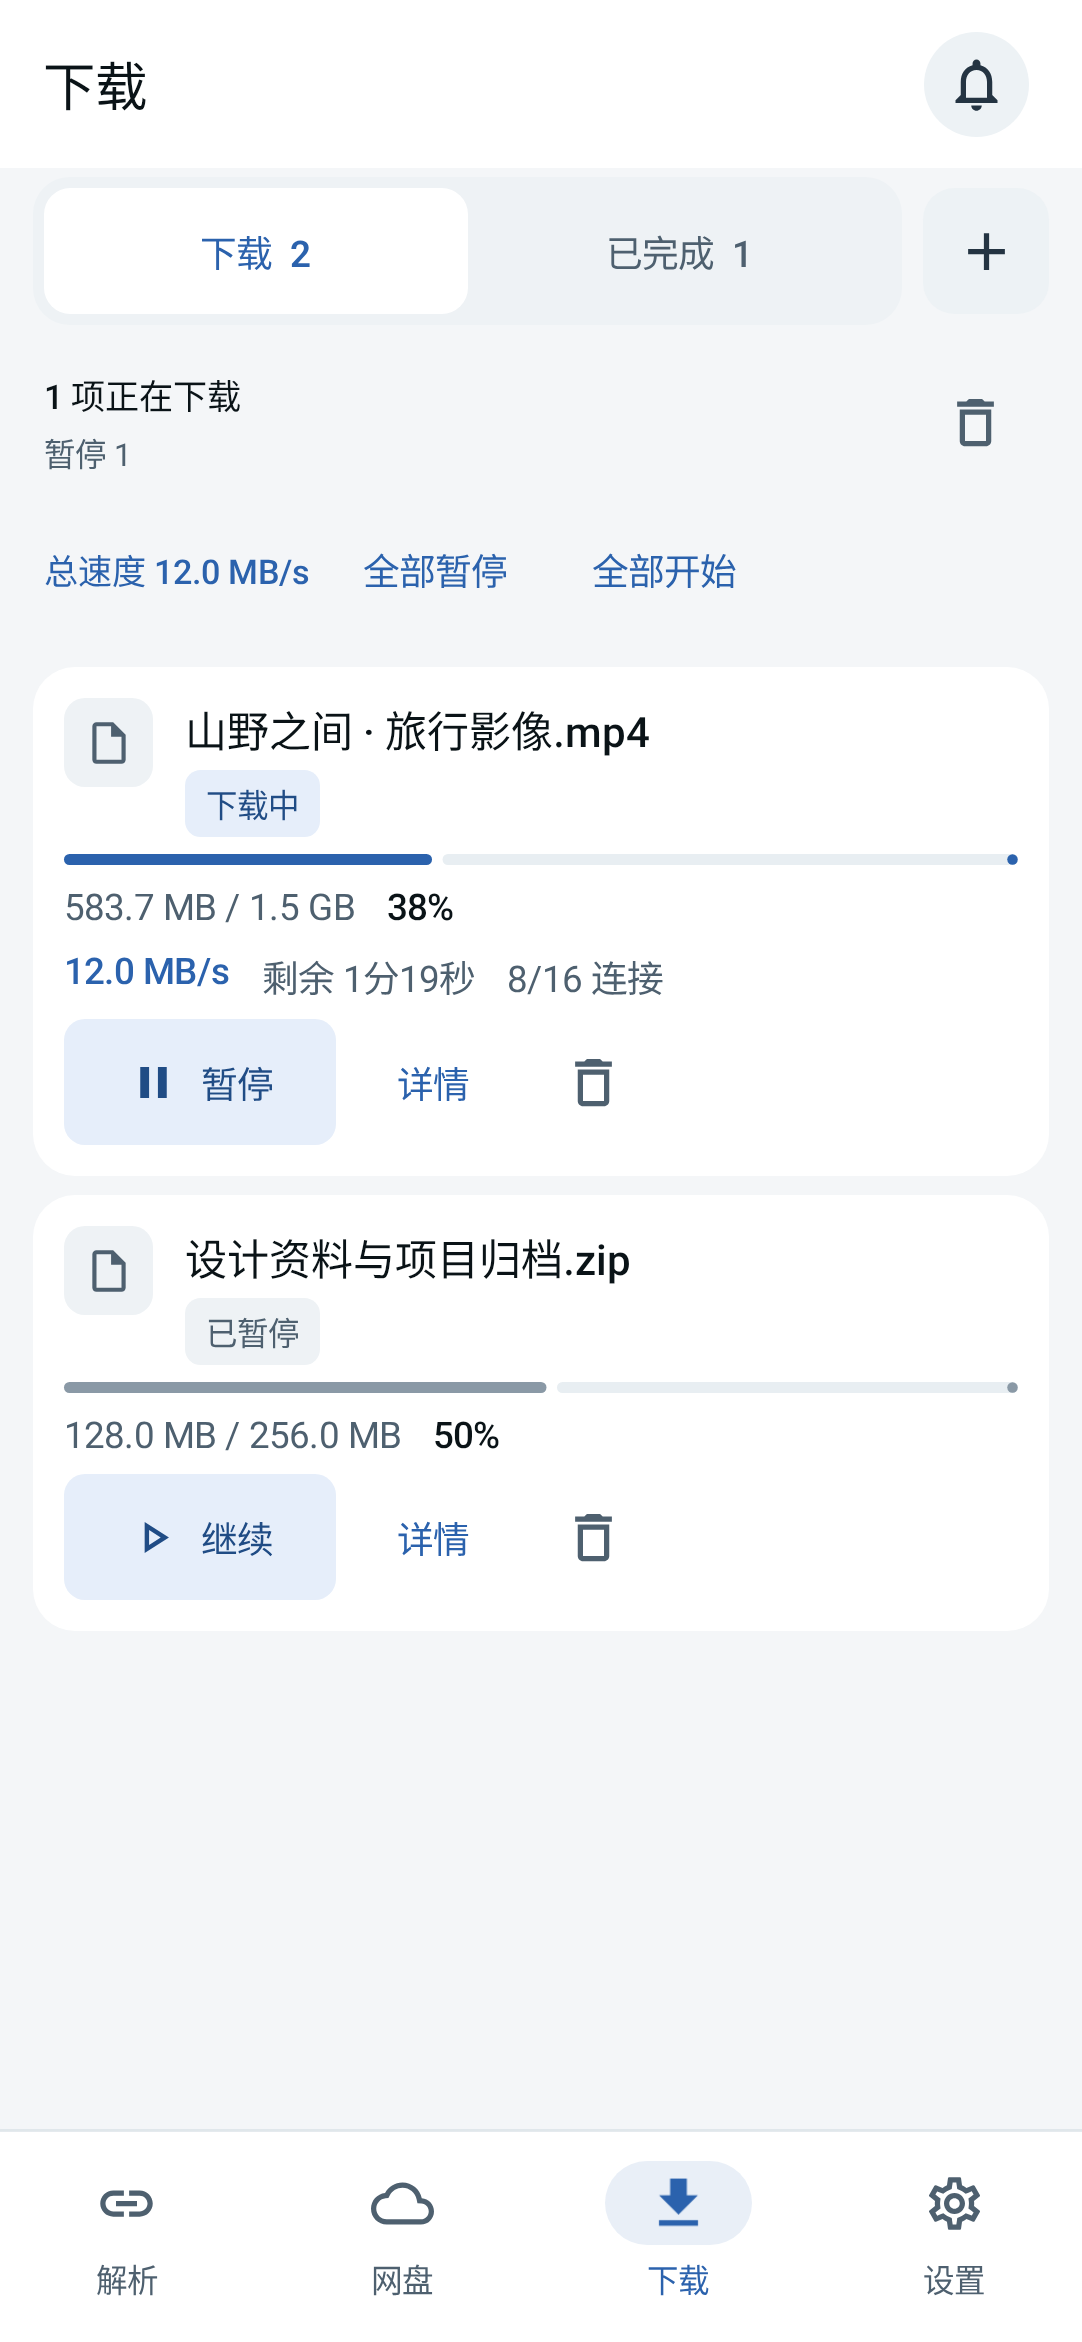 下载
下载 2
已完成 1
1 项正在下载
暂停 1
总速度 12.0 MB/s 全部暂停 全部开始
山野之间 · 旅行影像.mp4
下载中
583.7 MB / 1.5 GB 38%
12.0 MB/s 剩余 1分19秒 8/16 连接
暂停 详情
设计资料与项目归档.zip
已暂停
128.0 MB / 256.0 MB 50%
继续 详情
解析 网盘 下载 设置